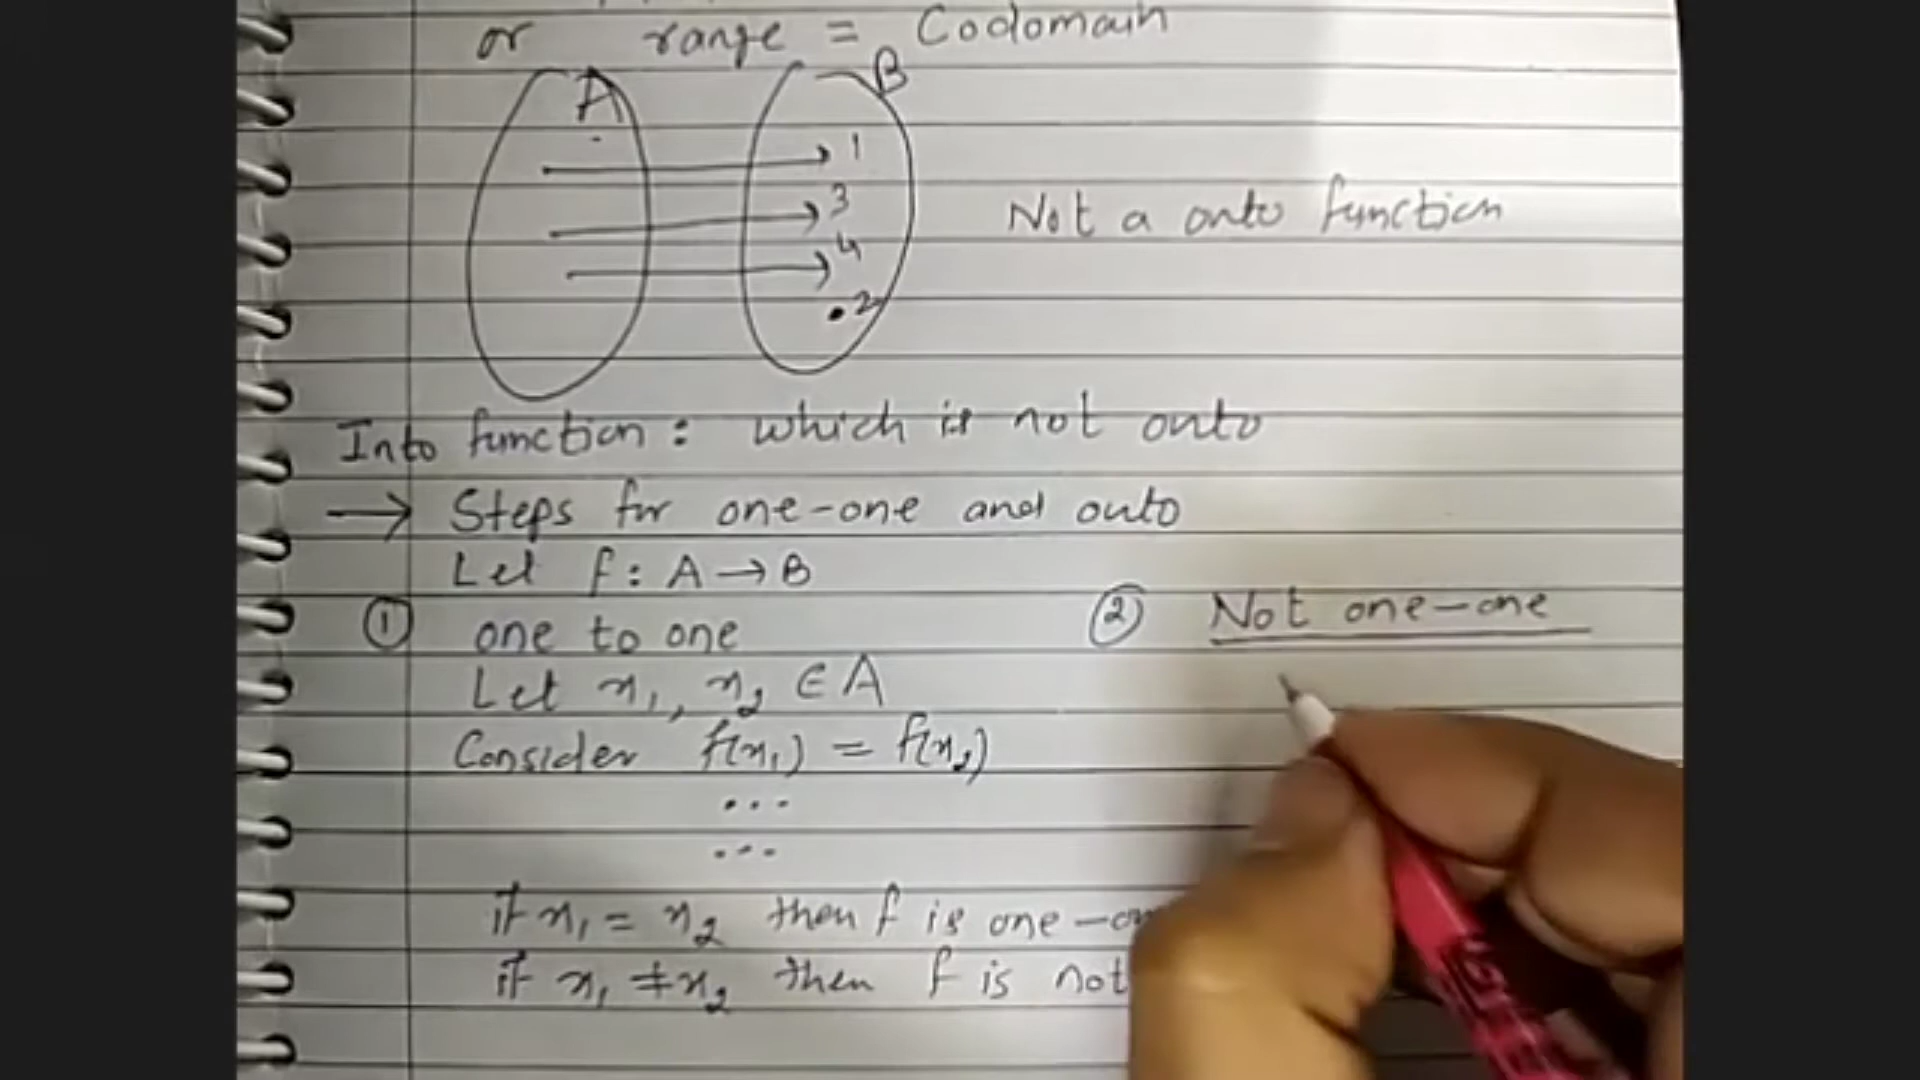 or range = Codomain
A B
1
3
4
2
Not a onto function
Into function : which is not onto
→ Steps for one-one and onto
Let f : A → B
① one to one
Let x₁, x₂ ∈ A
Consider f(x₁) = f(x₂)
...
...
if x₁ = x₂ then f is one-on
if x₁ ≠ x₂ then f is not
② Not one-one